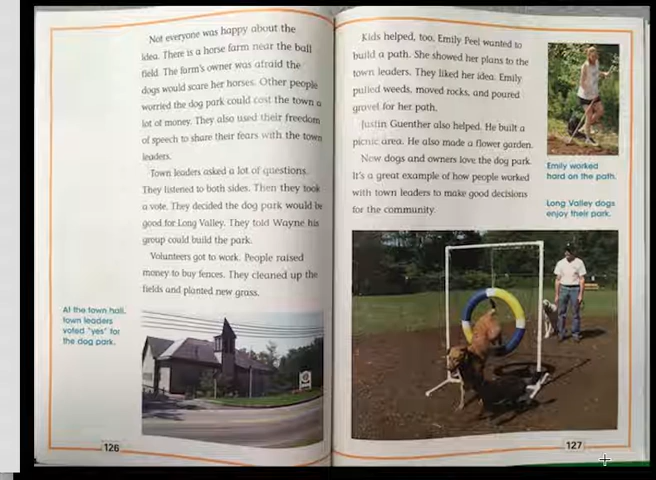 Not everyone was happy about the
idea. There is a horse farm near the ball
field. The farm's owner was afraid the
dogs would scare her horses. Other people
worried the dog park could cost the town a
lot of money. They also used their freedom
of speech to share their fears with the town
leaders.
Town leaders asked a lot of questions.
They listened to both sides. Then they took
a vote. They decided the dog park would be
good for Long Valley. They told Wayne his
group could build the park.
Volunteers got to work. People raised
money to buy fences. They cleaned up the
fields and planted new grass.
At the town hall,
town leaders
voted "yes" for
the dog park.
126
Kids helped, too. Emily Peel wanted to
build a path. She showed her plans to the
town leaders. They liked her idea. Emily
pulled weeds, moved rocks, and poured
gravel for her path.
Justin Guenther also helped. He built a
picnic area. He also made a flower garden.
Now dogs and owners love the dog park.
It's a great example of how people worked
with town leaders to make good decisions
for the community.
Emily worked
hard on the path.
Long Valley dogs
enjoy their park.
127